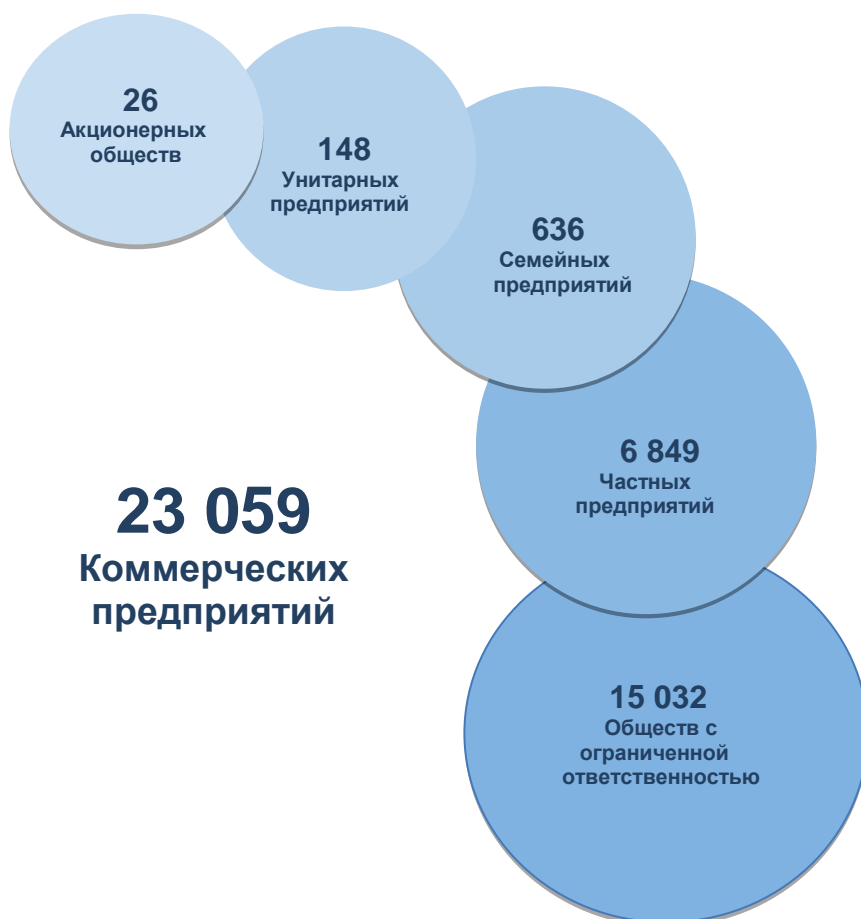 26
Акционерных
обществ
148
Унитарных
предприятий
636
Семейных
предприятий
6 849
Частных
предприятий
23 059
Коммерческих
предприятий
15 032
Обществ с
ограниченной
ответственностью